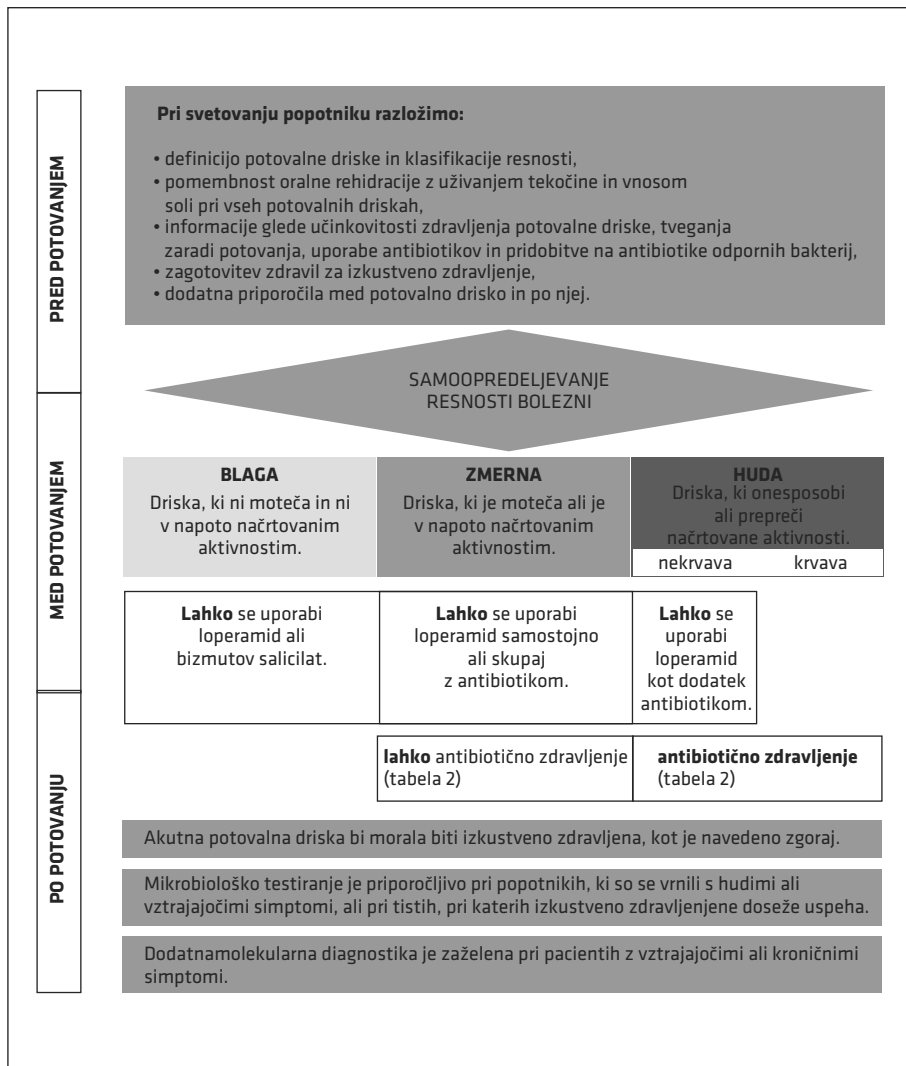 PRED POTOVANJEM
Pri svetovanju popotniku razložimo:
• definicijo potovalne driske in klasifikacije resnosti,
• pomembnost oralne rehidracije z uživanjem tekočine in vnosom
soli pri vseh potovalnih driskah,
• informacije glede učinkovitosti zdravljenja potovalne driske, tveganja
zaradi potovanja, uporabe antibiotikov in pridobitve na antibiotike odpornih bakterij,
• zagotovitev zdravil za izkustveno zdravljenje,
• dodatna priporočila med potovalno drisko in po njej.
SAMOOPREDELJEVANJE
RESNOSTI BOLEZNI
MED POTOVANJEM
BLAGA
Driska, ki ni moteča in ni
v napoto načrtovanim
aktivnostim.
ZMERNA
Driska, ki je moteča ali je
v napoto načrtovanim
aktivnostim.
HUDA
Driska, ki onesposobi
ali prepreči
načrtovane aktivnosti.
nekrvava krvava
Lahko se uporabi
loperamid ali
bizmutov salicilat.
Lahko se uporabi
loperamid samostojno
ali skupaj
z antibiotikom.
Lahko se
uporabi
loperamid
kot dodatek
antibiotikom.
lahko antibiotično zdravljenje
(tabela 2)
antibiotično zdravljenje
(tabela 2)
PO POTOVANJU
Akutna potovalna driska bi morala biti izkustveno zdravljena, kot je navedeno zgoraj.
Mikrobiološko testiranje je priporočljivo pri popotnikih, ki so se vrnili s hudimi ali
vztrajajočimi simptomi, ali pri tistih, pri katerih izkustveno zdravljenjene doseže uspeha.
Dodatnamolekularna diagnostika je zaželena pri pacientih z vztrajajočimi ali kroničnimi
simptomi.